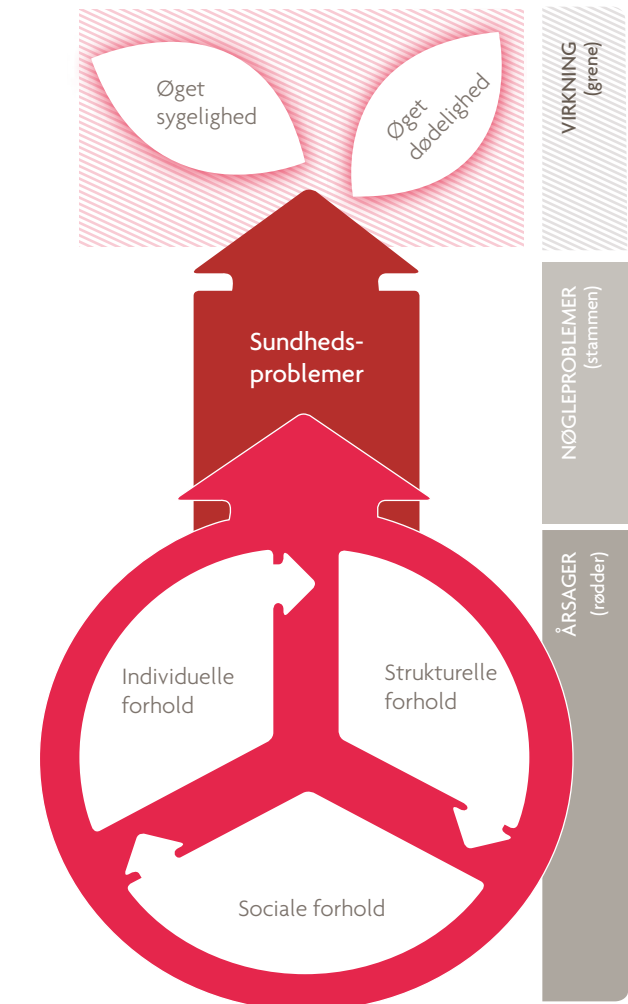 Øget
sygelighed
Øget
dødelighed
VIRKNING
(grene)
Sundheds-
problemer
NØGLEPROBLEMER
(stammen)
ÅRSAGER
(rødder)
Individuelle
forhold
Strukturelle
forhold
Sociale forhold